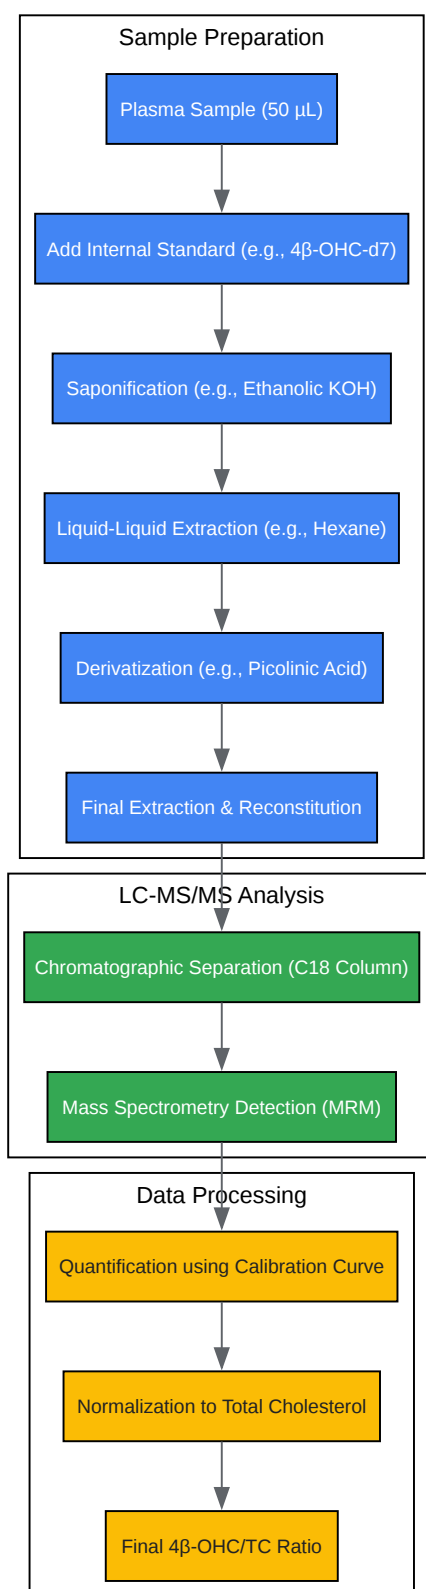 Sample Preparation
Plasma Sample (50 µL)
Add Internal Standard (e.g., 4β-OHC-d7)
Saponification (e.g., Ethanolic KOH)
Liquid-Liquid Extraction (e.g., Hexane)
Derivatization (e.g., Picolinic Acid)
Final Extraction & Reconstitution
LC-MS/MS Analysis
Chromatographic Separation (C18 Column)
Mass Spectrometry Detection (MRM)
Data Processing
Quantification using Calibration Curve
Normalization to Total Cholesterol
Final 4β-OHC/TC Ratio